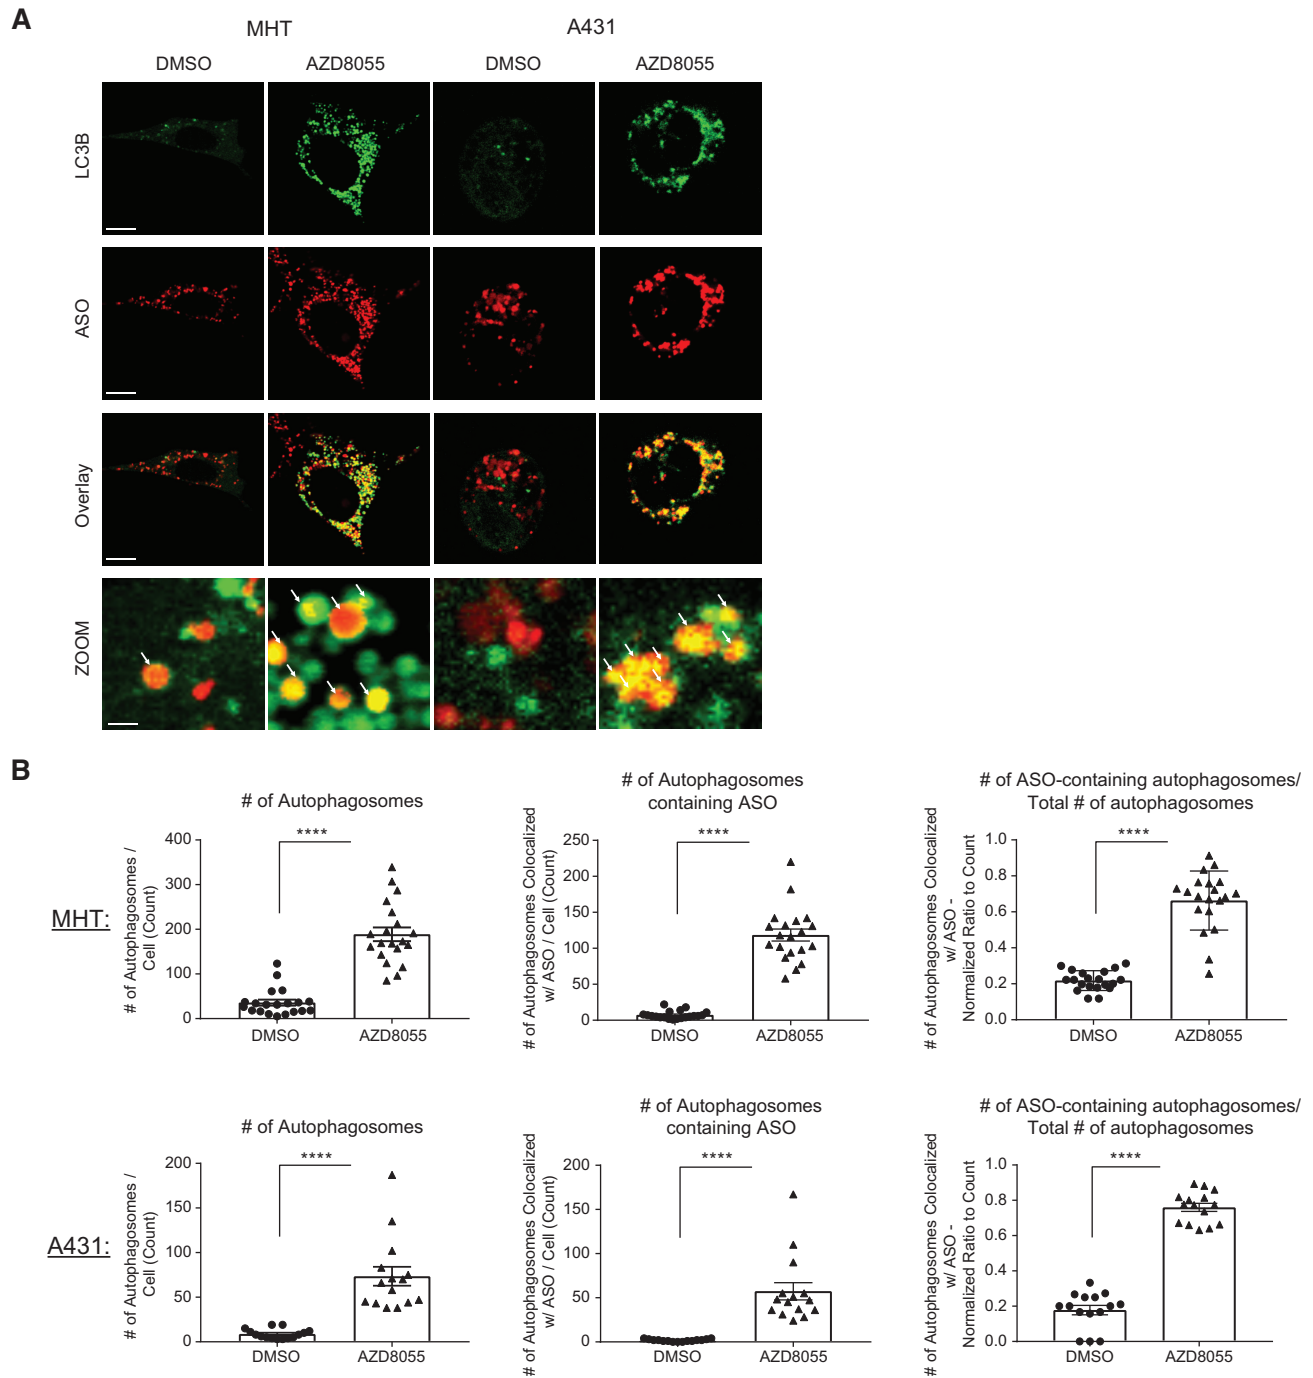 A
MHT
A431
DMSO
AZD8055
DMSO
AZD8055
LC3B
ASO
Overlay
ZOOM
B
MHT:
# of Autophagosomes
# of Autophagosomes /
Cell (Count)
400
300
200
100
0
****
DMSO
AZD8055
# of Autophagosomes
containing ASO
# of Autophagosomes Colocalized
w/ ASO / Cell (Count)
250
200
150
100
50
0
****
DMSO
AZD8055
# of ASO-containing autophagosomes/
Total # of autophagosomes
# of Autophagosomes Colocalized
w/ ASO -
Normalized Ratio to Count
1.0
0.8
0.6
0.4
0.2
0.0
****
DMSO
AZD8055
A431:
# of Autophagosomes
# of Autophagosomes /
Cell (Count)
200
150
100
50
0
****
DMSO
AZD8055
# of Autophagosomes
containing ASO
# of Autophagosomes Colocalized
w/ ASO / Cell (Count)
200
150
100
50
0
****
DMSO
AZD8055
# of ASO-containing autophagosomes/
Total # of autophagosomes
# of Autophagosomes Colocalized
w/ ASO -
Normalized Ratio to Count
1.0
0.8
0.6
0.4
0.2
0.0
****
DMSO
AZD8055